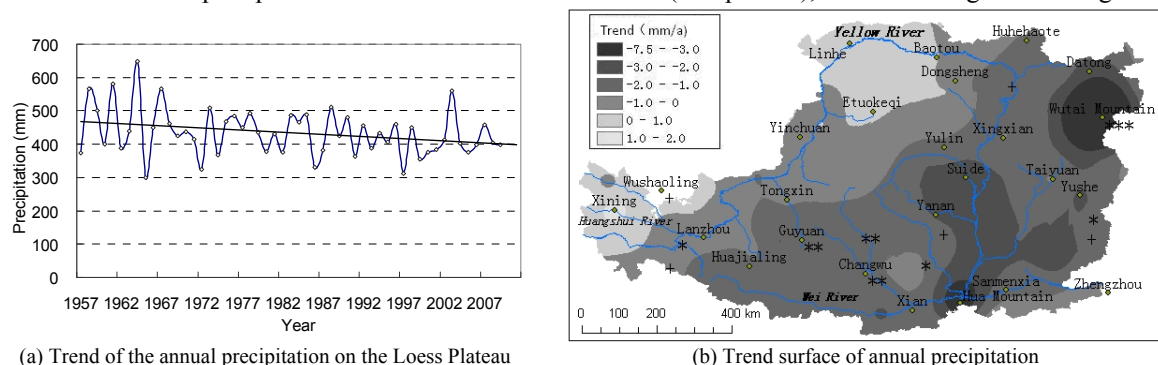 700
600
500
400
300
200
100
0
Precipitation (mm)
1957 1962 1967 1972 1977 1982 1987 1992 1997 2002 2007
Year
(a) Trend of the annual precipitation on the Loess Plateau
Trend (mm/a)
-7.5 - -3.0
-3.0 - -2.0
-2.0 - -1.0
-1.0 - 0
0 - 1.0
1.0 - 2.0
Yellow River
Huhehaote
Linhe
Baotou
Datong
Dongsheng
Etuokeqi
+
Wutai Mountain
***
Yinchuan
Xingxian
Yulin
Suide
Taiyuan
Wushaoling
Tongxin
Yushe
+
Xining
Yanan
*
Huangshui River
Lanzhou
Guyuan
**
+
+
*
**
Huajialing
Changwu
*
+
**
Sanmenxia
Zhengzhou
Wei River
Hua Mountain
*
Xian
0 100 200 400 km
(b) Trend surface of annual precipitation